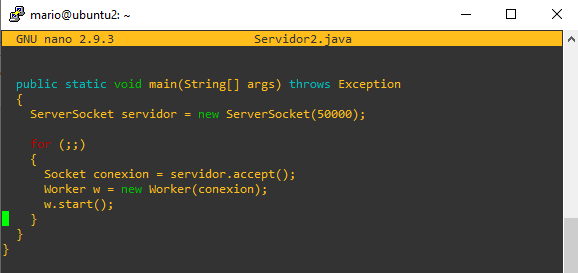 mario@ubuntu2: ~
GNU nano 2.9.3 Servidor2.java
public static void main(String[] args) throws Exception
{
ServerSocket servidor = new ServerSocket(50000);
for (;;)
{
Socket conexion = servidor.accept();
Worker w = new Worker(conexion);
w.start();
}
}
}